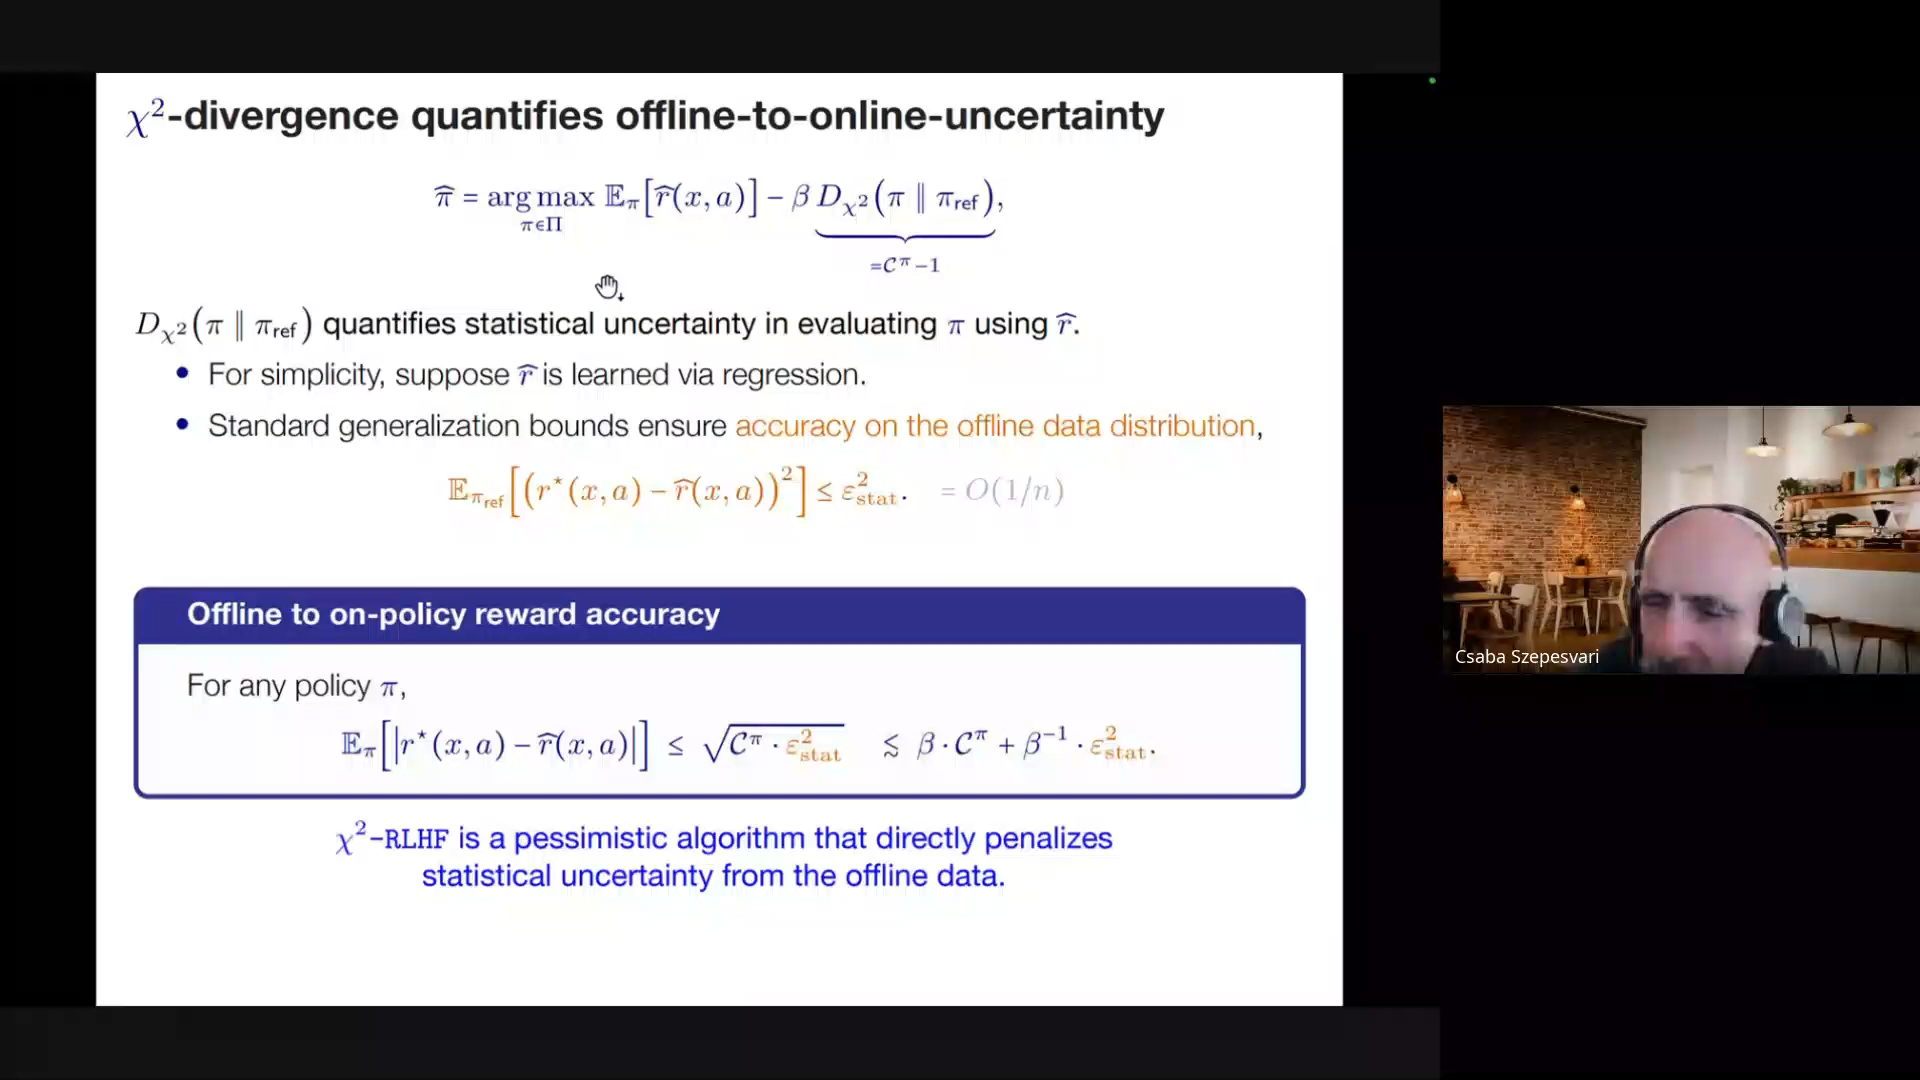 χ²-divergence quantifies offline-to-online-uncertainty
π̂ = arg max_{π∈Π} 𝔼_π[r̂(x, a)] − β D_{χ²}(π ∥ π_ref),
=𝒞^π−1
D_{χ²}(π ∥ π_ref) quantifies statistical uncertainty in evaluating π using r̂.
• For simplicity, suppose r̂ is learned via regression.
• Standard generalization bounds ensure accuracy on the offline data distribution,
𝔼_{π_ref}[(r*(x, a) − r̂(x, a))²] ≤ ε²_stat. = O(1/n)
Offline to on-policy reward accuracy
For any policy π,
𝔼_π[|r*(x, a) − r̂(x, a)|] ≤ √(𝒞^π · ε²_stat) ≲ β · 𝒞^π + β⁻¹ · ε²_stat.
χ²-RLHF is a pessimistic algorithm that directly penalizes
statistical uncertainty from the offline data.
Csaba Szepesvari